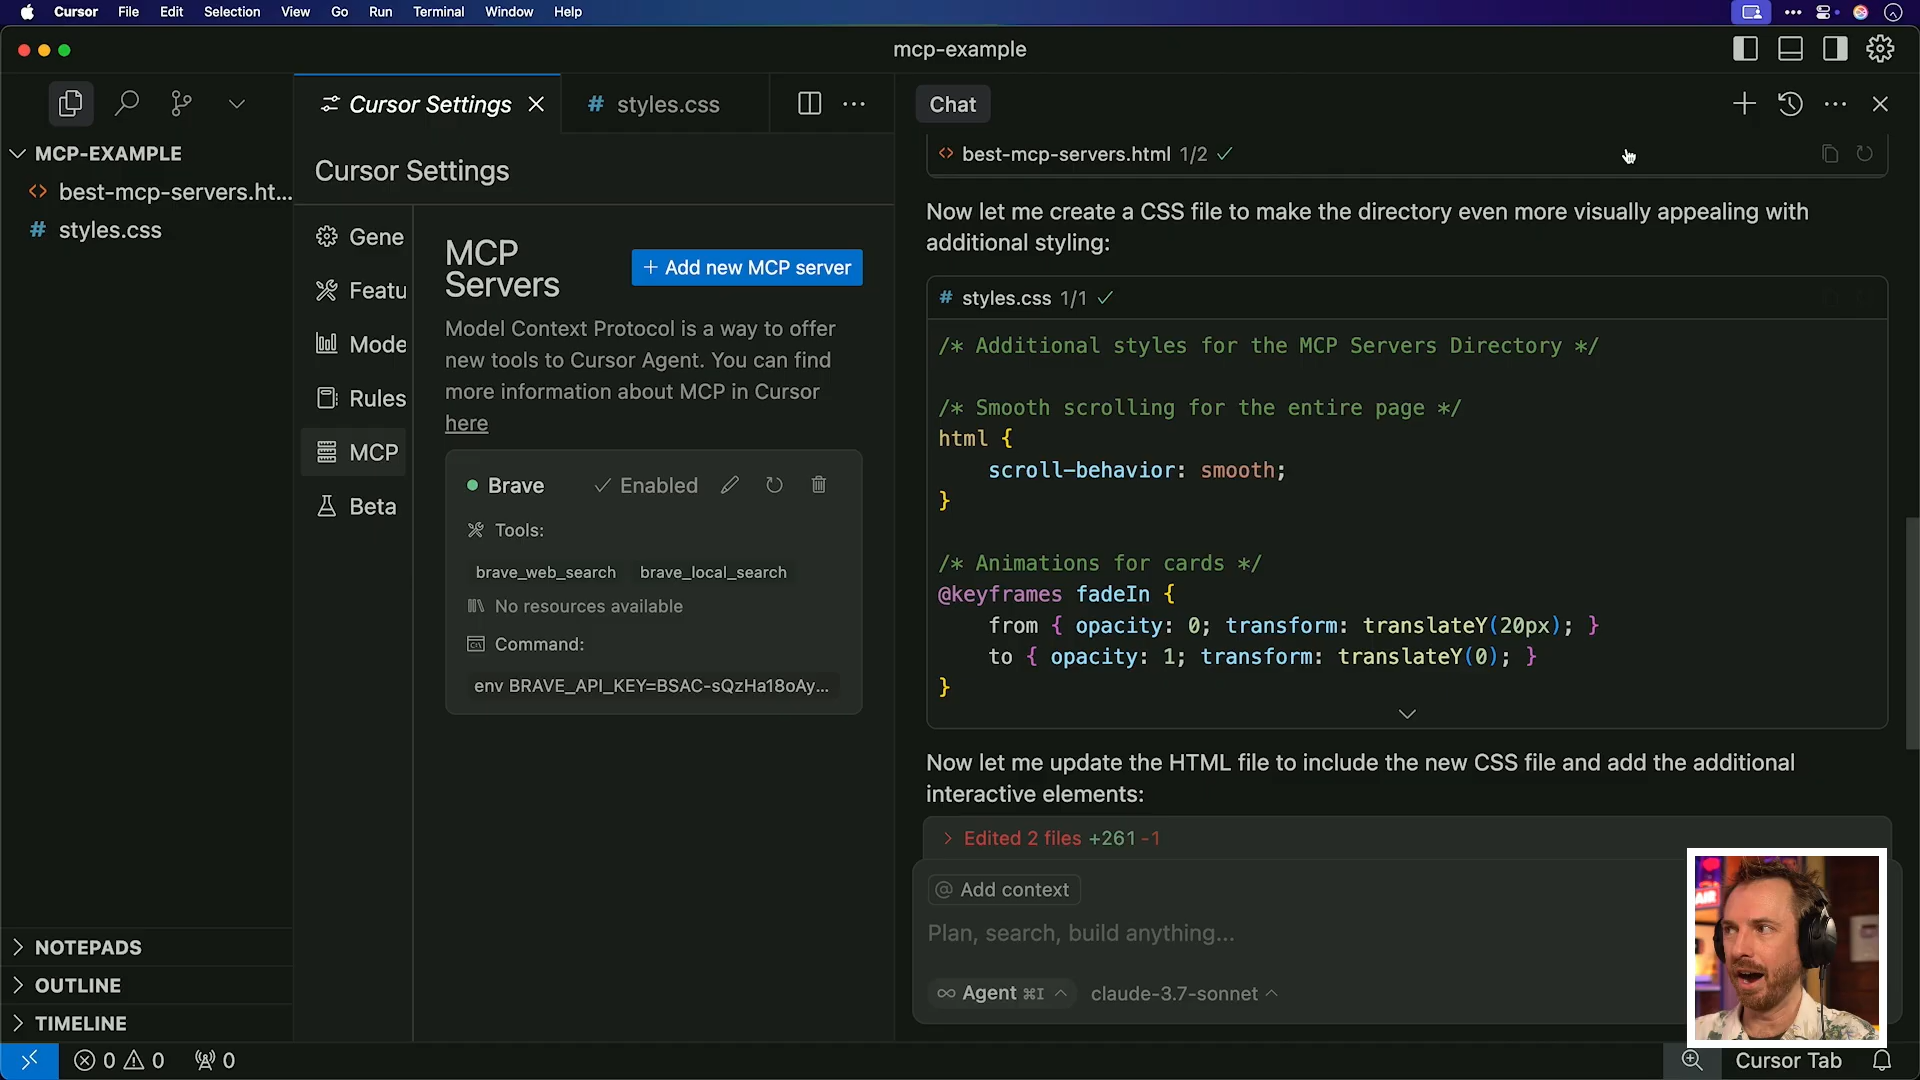 Cursor File Edit Selection View Go Run Terminal Window Help
mcp-example
Cursor Settings
# styles.css
Chat
MCP-EXAMPLE
<> best-mcp-servers.ht...
# styles.css
NOTEPADS
OUTLINE
TIMELINE
Cursor Settings
Gene
Featu
Mode
Rules
MCP
Beta
MCP
Servers
+ Add new MCP server
Model Context Protocol is a way to offer
new tools to Cursor Agent. You can find
more information about MCP in Cursor
here
Brave ✓ Enabled
Tools:
brave_web_search brave_local_search
No resources available
Command:
env BRAVE_API_KEY=BSAC-sQzHa18oAy...
<> best-mcp-servers.html 1/2 ✓
Now let me create a CSS file to make the directory even more visually appealing with
additional styling:
# styles.css 1/1 ✓
/* Additional styles for the MCP Servers Directory */
/* Smooth scrolling for the entire page */
html {
scroll-behavior: smooth;
}
/* Animations for cards */
@keyframes fadeIn {
from { opacity: 0; transform: translateY(20px); }
to { opacity: 1; transform: translateY(0); }
}
Now let me update the HTML file to include the new CSS file and add the additional
interactive elements:
> Edited 2 files +261 -1
@ Add context
Plan, search, build anything...
∞ Agent ⌘I claude-3.7-sonnet
0 0 0
Cursor Tab